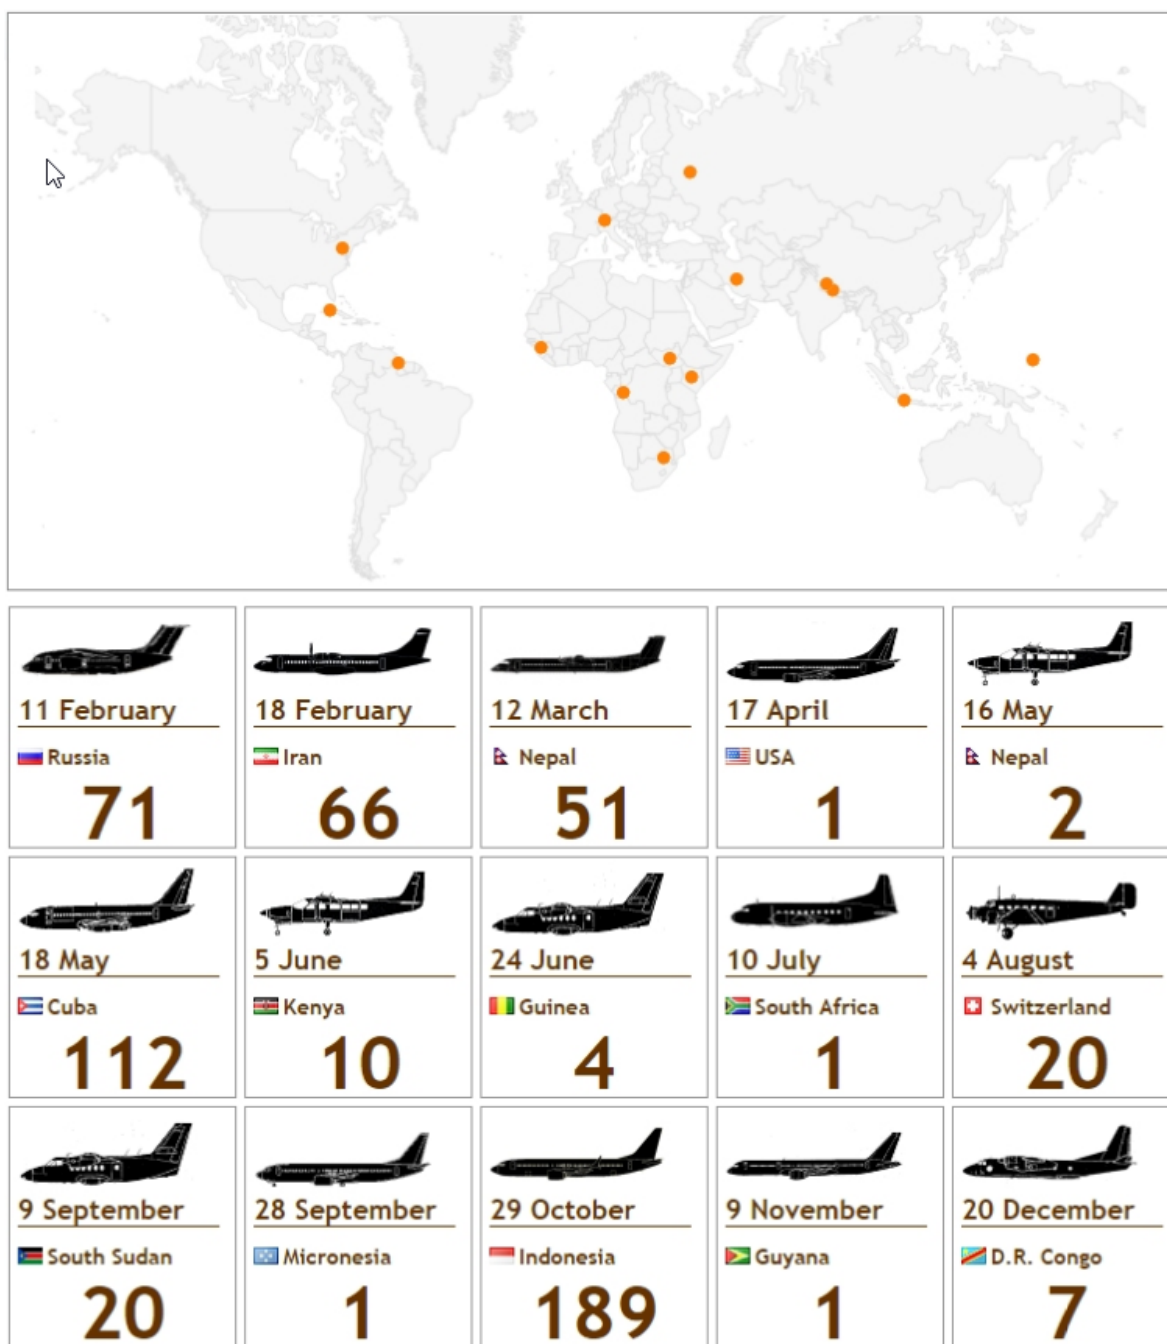 11 February
Russia
71
18 February
Iran
66
12 March
Nepal
51
17 April
USA
1
16 May
Nepal
2
18 May
Cuba
112
5 June
Kenya
10
24 June
Guinea
4
10 July
South Africa
1
4 August
Switzerland
20
9 September
South Sudan
20
28 September
Micronesia
1
29 October
Indonesia
189
9 November
Guyana
1
20 December
D.R. Congo
7